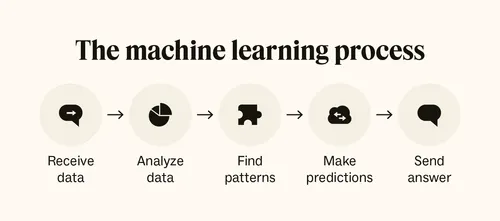 The machine learning process
Receive
data
Analyze
data
Find
patterns
Make
predictions
Send
answer